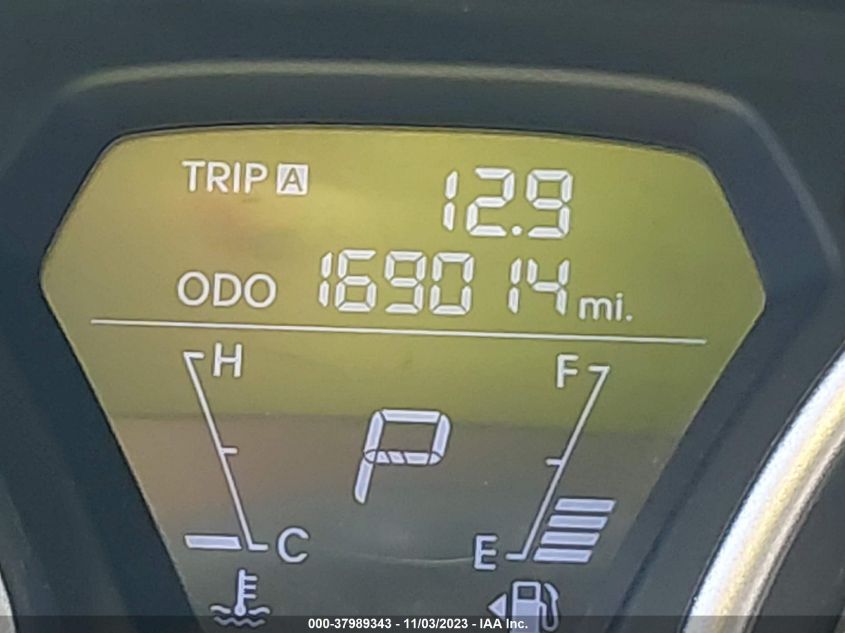 TRIP A 12.9
ODO 169014 mi.
H F
P
C E
000-37989343 - 11/03/2023 - IAA Inc.